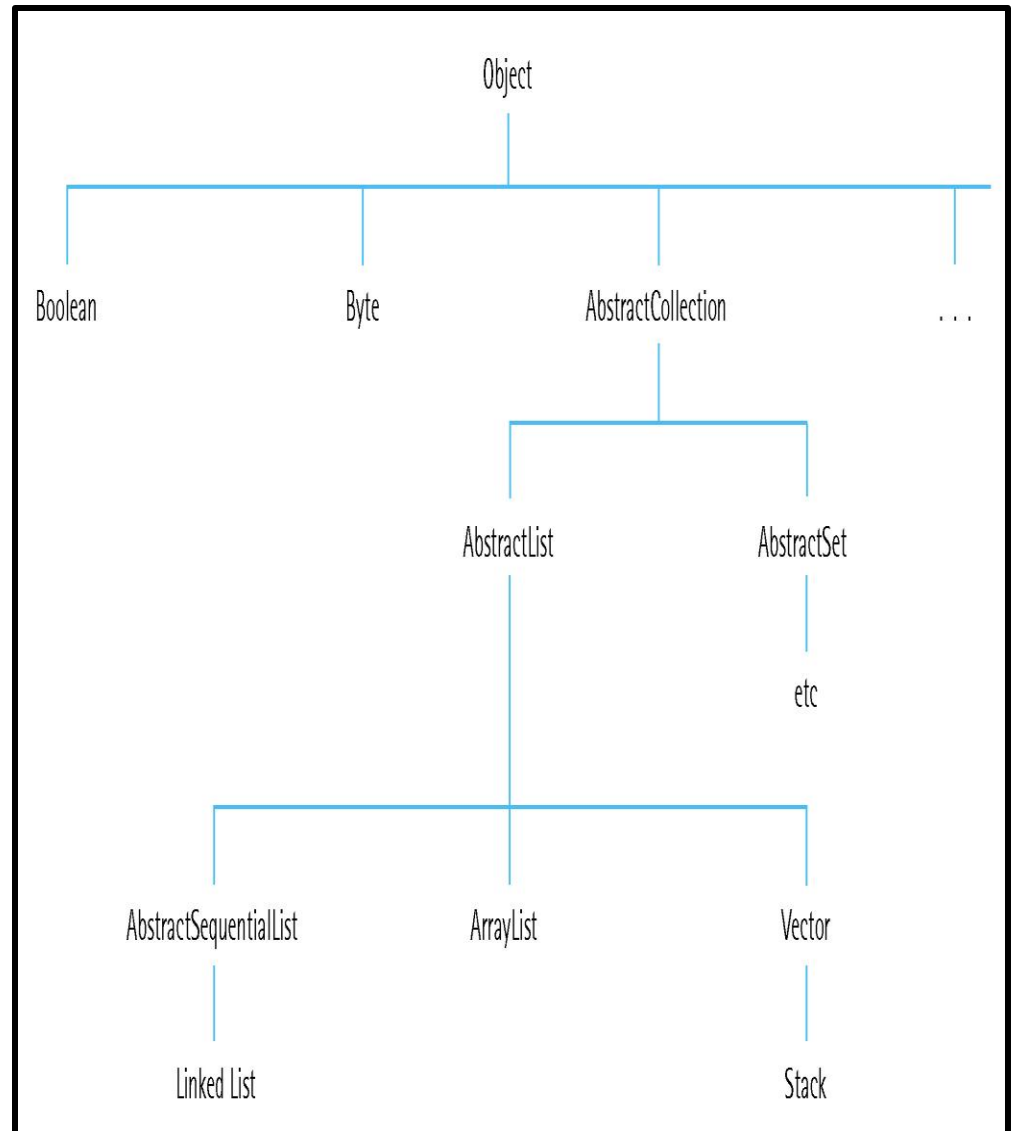 Object
Boolean Byte AbstractCollection . . .
AbstractList AbstractSet
etc
AbstractSequentialList ArrayList Vector
Linked List Stack